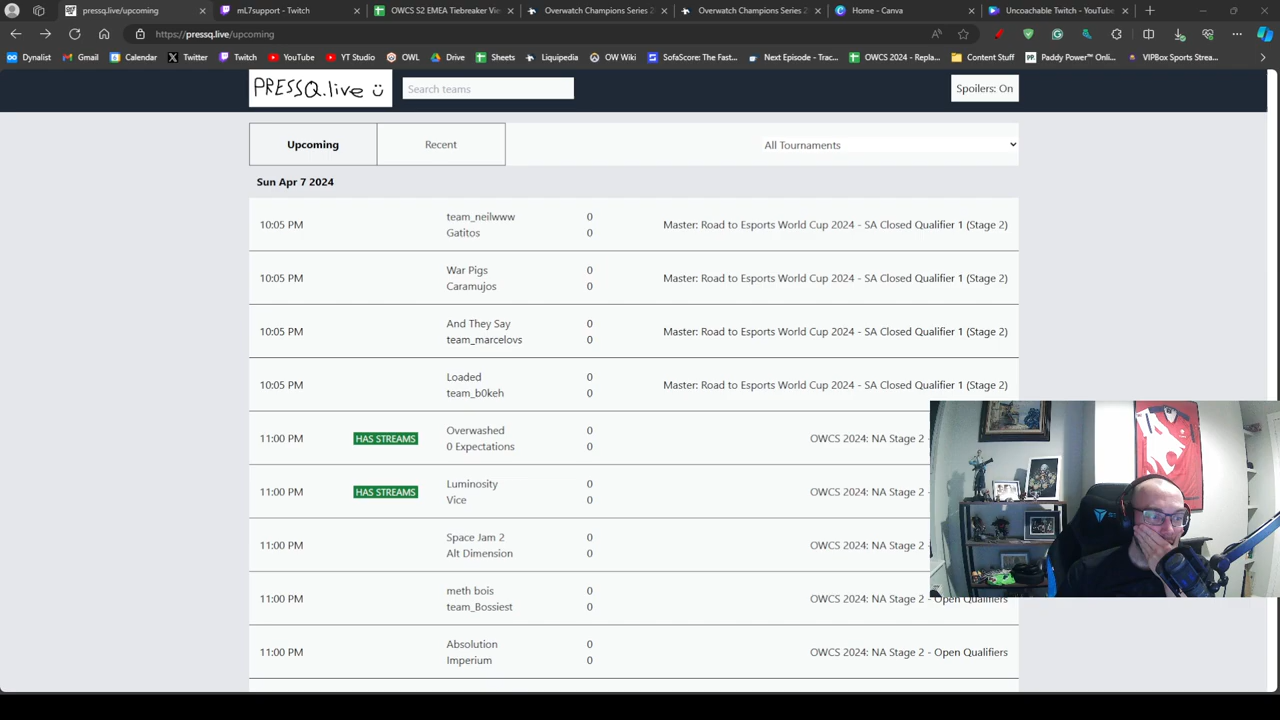 pressq.live/upcoming
mL7support - Twitch
OWCS S2 EMEA Tiebreaker Vi
Overwatch Champions Series 2
Overwatch Champions Series 2
Home - Canva
Uncoachable Twitch - YouTube
https://pressq.live/upcoming
Dynalist
Gmail
Calendar
Twitter
Twitch
YouTube
YT Studio
OWL
Drive
Sheets
Liquipedia
OW Wiki
SofaScore: The Fast...
Next Episode - Trac...
OWCS 2024 - Repla...
Content Stuff
Paddy Power™ Onli...
VIPBox Sports Strea...
PRESSQ.live
Search teams
Spoilers: On
Upcoming
Recent
All Tournaments
Sun Apr 7 2024
10:05 PM
team_neilwww 0
Gatitos 0
Master: Road to Esports World Cup 2024 - SA Closed Qualifier 1 (Stage 2)
10:05 PM
War Pigs 0
Caramujos 0
Master: Road to Esports World Cup 2024 - SA Closed Qualifier 1 (Stage 2)
10:05 PM
And They Say 0
team_marcelovs 0
Master: Road to Esports World Cup 2024 - SA Closed Qualifier 1 (Stage 2)
10:05 PM
Loaded 0
team_b0keh 0
Master: Road to Esports World Cup 2024 - SA Closed Qualifier 1 (Stage 2)
11:00 PM
HAS STREAMS
Overwashed 0
0 Expectations 0
OWCS 2024: NA Stage 2 -
11:00 PM
HAS STREAMS
Luminosity 0
Vice 0
OWCS 2024: NA Stage 2 -
11:00 PM
Space Jam 2 0
Alt Dimension 0
OWCS 2024: NA Stage 2 -
11:00 PM
meth bois 0
team_Bossiest 0
OWCS 2024: NA Stage 2 - Open Qualifiers
11:00 PM
Absolution 0
Imperium 0
OWCS 2024: NA Stage 2 - Open Qualifiers